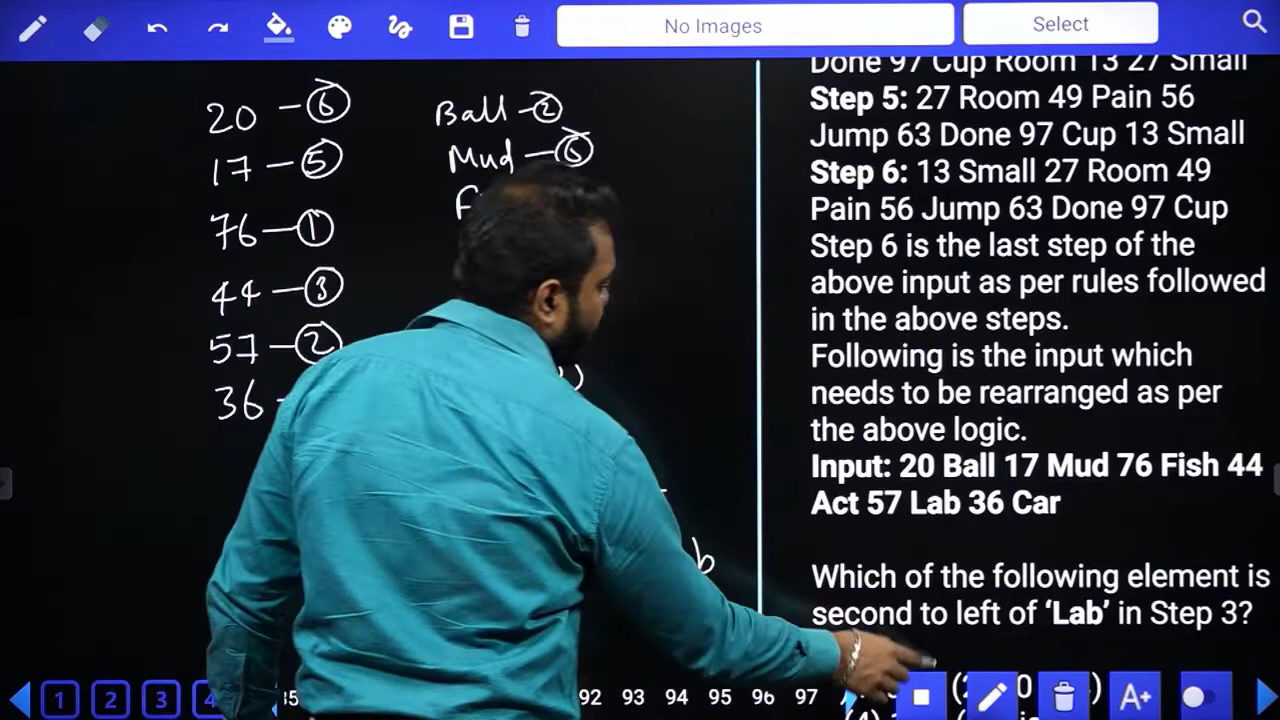 No Images
Select
20 - 6
17 - 5
76 - 1
44 - 3
57 - 2
36 -
Ball - 2
Mud - 5
Done 97 Cup Room 13 27 Small
Step 5: 27 Room 49 Pain 56
Jump 63 Done 97 Cup 13 Small
Step 6: 13 Small 27 Room 49
Pain 56 Jump 63 Done 97 Cup
Step 6 is the last step of the
above input as per rules followed
in the above steps.
Following is the input which
needs to be rearranged as per
the above logic.
Input: 20 Ball 17 Mud 76 Fish 44
Act 57 Lab 36 Car
Which of the following element is
second to left of ‘Lab’ in Step 3?
1 2 3 4 92 93 94 95 96 97
A+